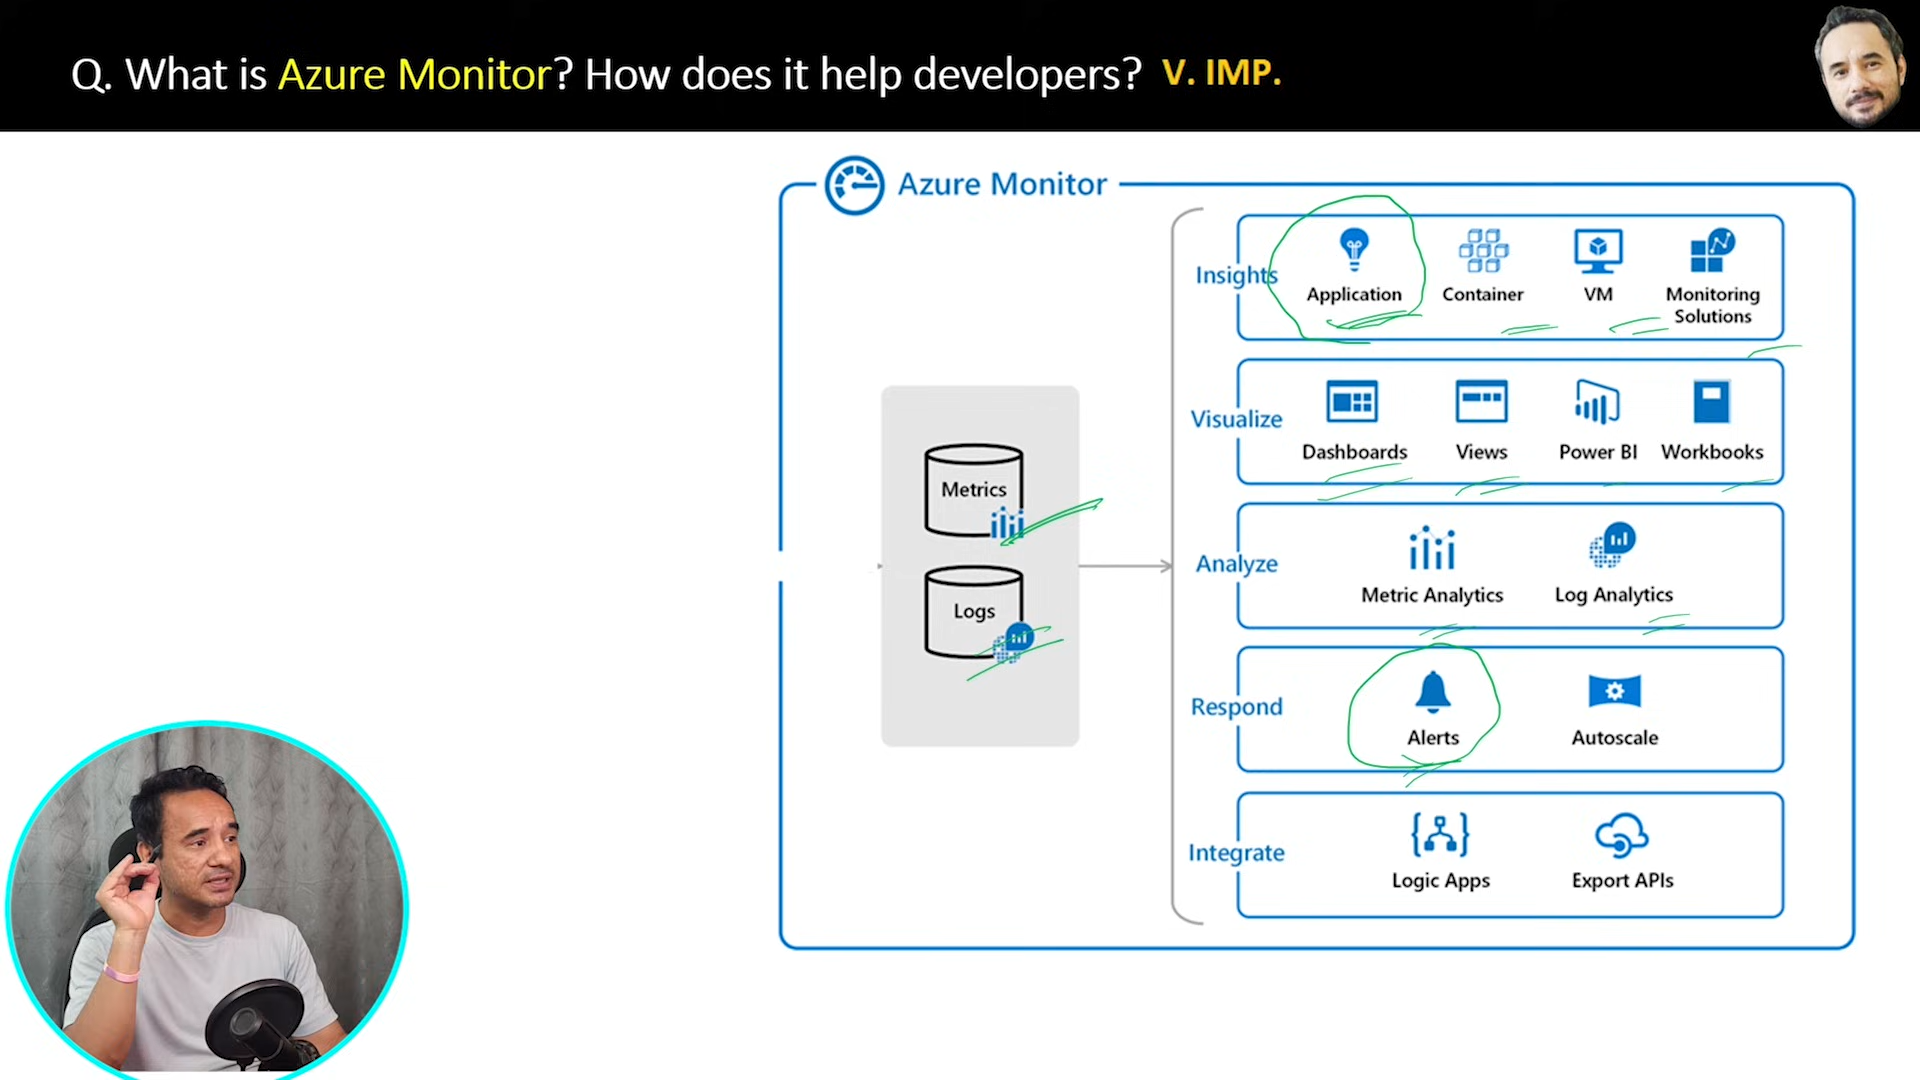 Q. What is Azure Monitor? How does it help developers? V. IMP.
Azure Monitor
Metrics
Logs
Insights
Application
Container
VM
Monitoring
Solutions
Visualize
Dashboards
Views
Power BI
Workbooks
Analyze
Metric Analytics
Log Analytics
Respond
Alerts
Autoscale
Integrate
Logic Apps
Export APIs